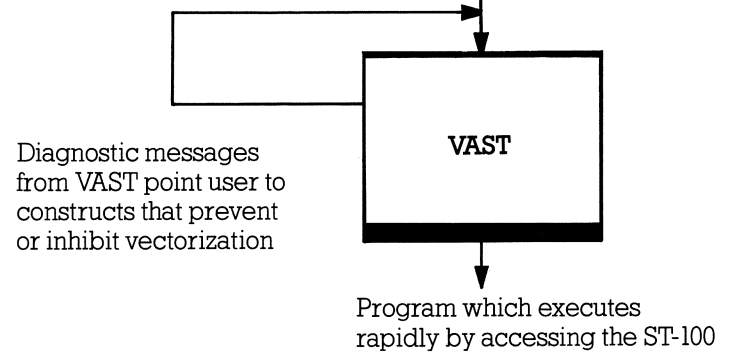 VAST
Diagnostic messages
from VAST point user to
constructs that prevent
or inhibit vectorization
Program which executes
rapidly by accessing the ST-100